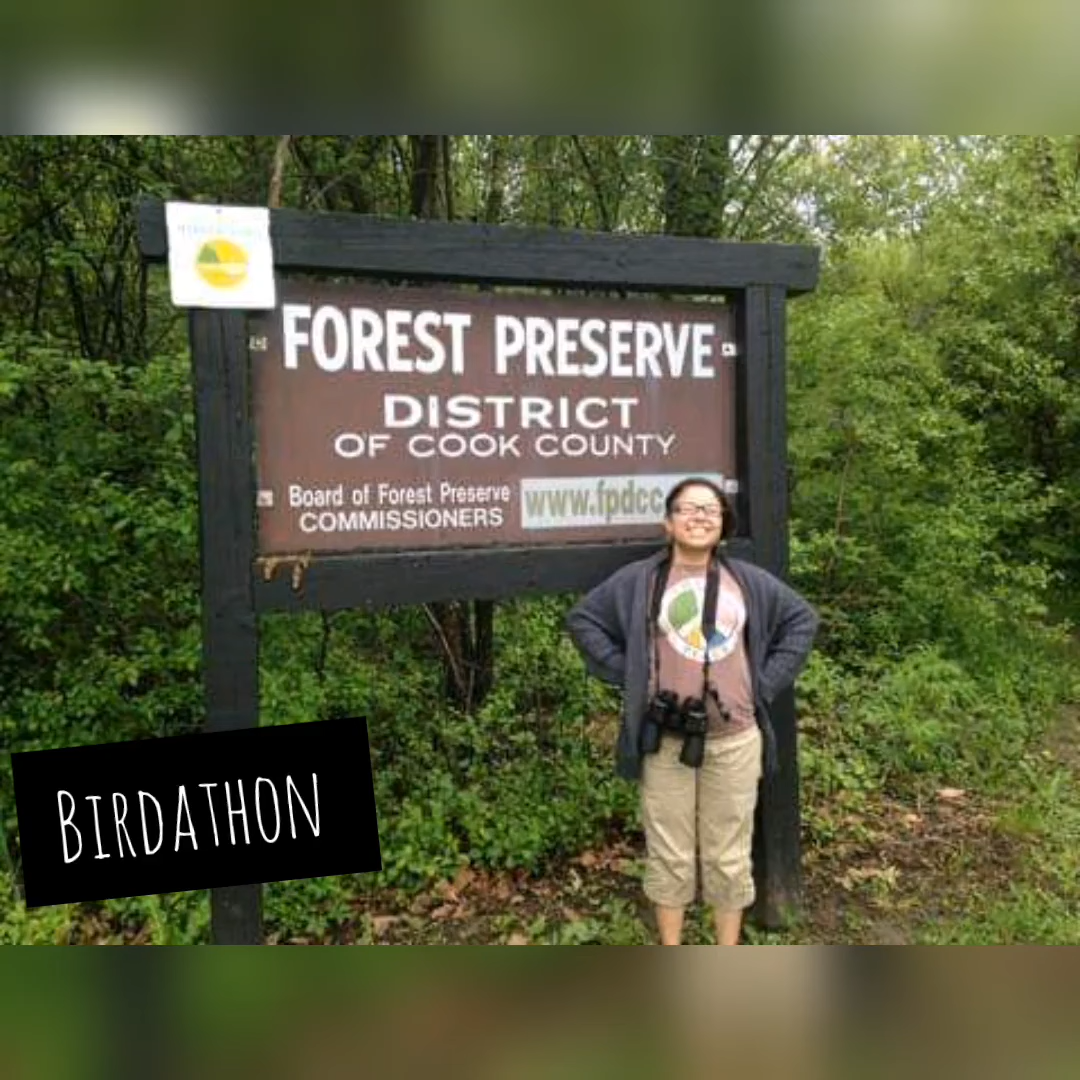 FOREST PRESERVE
DISTRICT
OF COOK COUNTY
Board of Forest Preserve
COMMISSIONERS
www.fpdcc
BIRDATHON